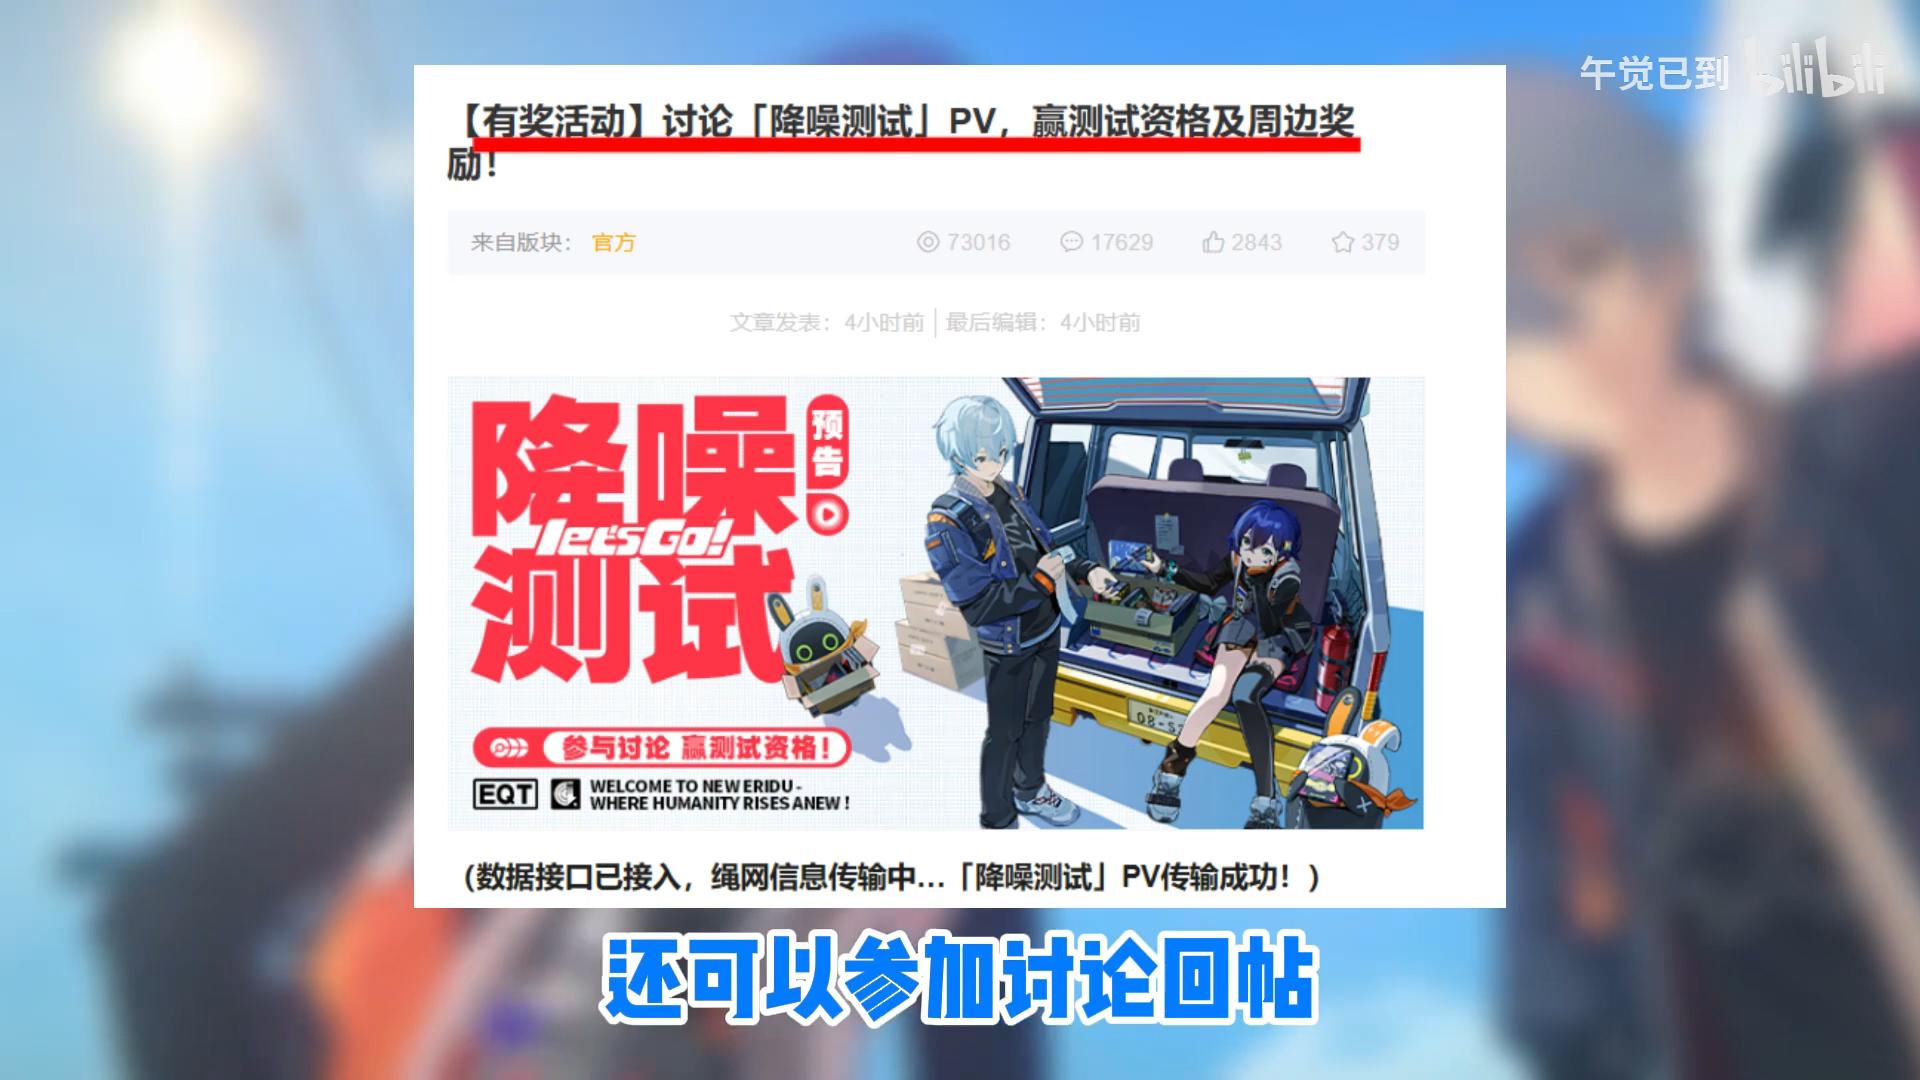 午觉已到 bilibili
【有奖活动】讨论「降噪测试」PV，赢测试资格及周边奖
励！
来自版块： 官方 73016 17629 2843 379
文章发表：4小时前 | 最后编辑：4小时前
降噪
预告
let's Go!
测试
参与讨论 赢测试资格！
EQT
WELCOME TO NEW ERIDU -
WHERE HUMANITY RISES ANEW !
（数据接口已接入，绳网信息传输中…「降噪测试」PV传输成功！）
还可以参加讨论回帖